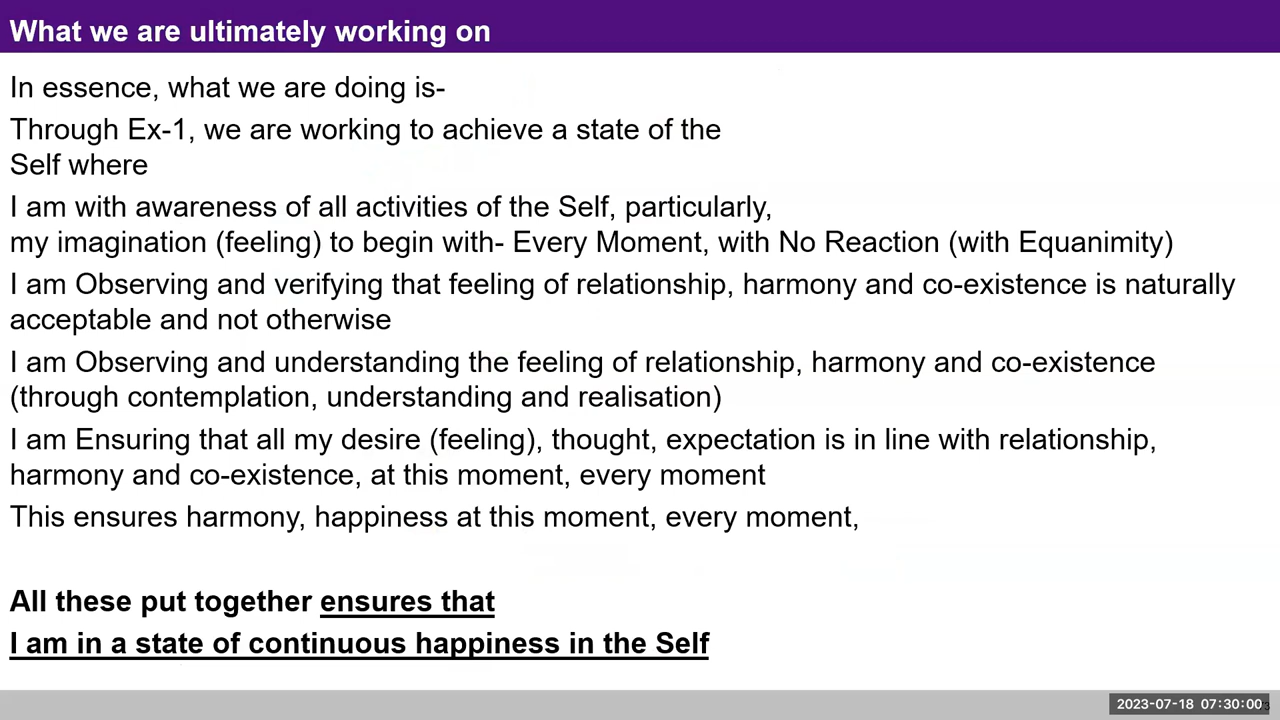 What we are ultimately working on
In essence, what we are doing is-
Through Ex-1, we are working to achieve a state of the
Self where
I am with awareness of all activities of the Self, particularly,
my imagination (feeling) to begin with- Every Moment, with No Reaction (with Equanimity)
I am Observing and verifying that feeling of relationship, harmony and co-existence is naturally
acceptable and not otherwise
I am Observing and understanding the feeling of relationship, harmony and co-existence
(through contemplation, understanding and realisation)
I am Ensuring that all my desire (feeling), thought, expectation is in line with relationship,
harmony and co-existence, at this moment, every moment
This ensures harmony, happiness at this moment, every moment,
All these put together ensures that
I am in a state of continuous happiness in the Self
2023-07-18 07:30:00